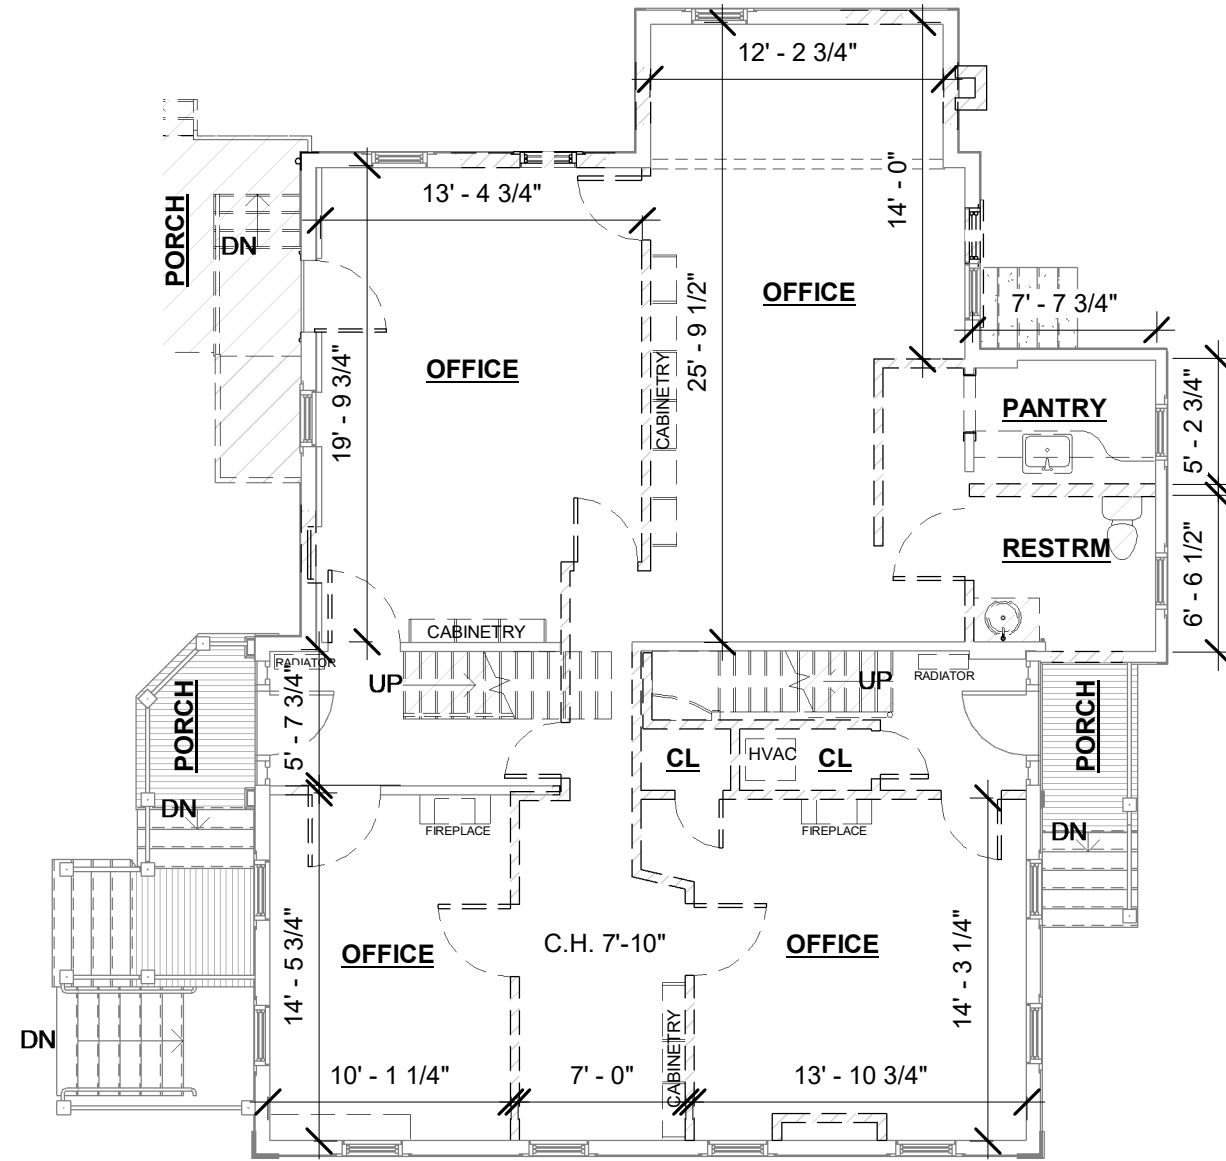 12' - 2 3/4"
13' - 4 3/4"
14' - 0"
PORCH
DN
OFFICE
7' - 7 3/4"
25' - 9 1/2"
OFFICE
19' - 9 3/4"
CABINETRY
PANTRY
5' - 2 3/4"
RESTRM
6' - 6 1/2"
CABINETRY
RADIATOR
UP
UP
RADIATOR
PORCH
5' - 7 3/4"
PORCH
CL
HVAC
CL
DN
FIREPLACE
FIREPLACE
DN
14' - 5 3/4"
OFFICE
C.H. 7'-10"
OFFICE
14' - 3 1/4"
DN
CABINETRY
10' - 1 1/4"
7' - 0"
13' - 10 3/4"